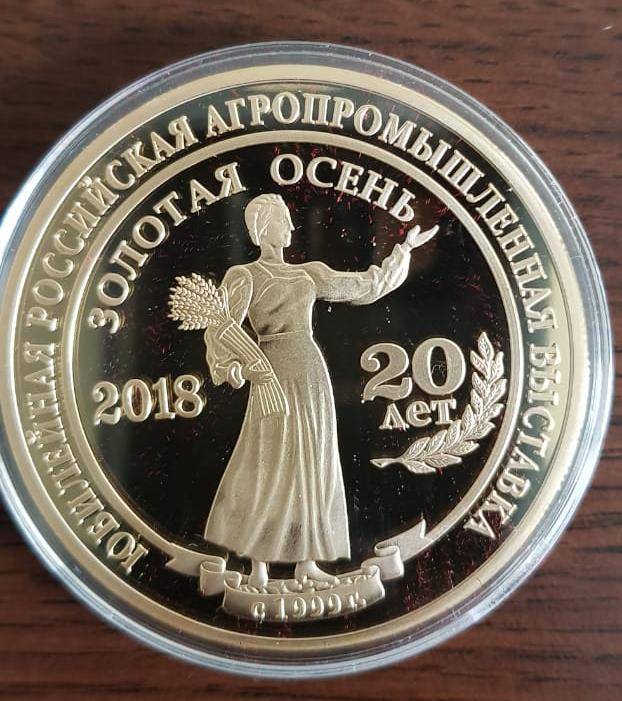 ЮБИЛЕЙНАЯ РОССИЙСКАЯ АГРОПРОМЫШЛЕННАЯ ВЫСТАВКА
ЗОЛОТАЯ ОСЕНЬ
2018
20
лет
с 1999 г.